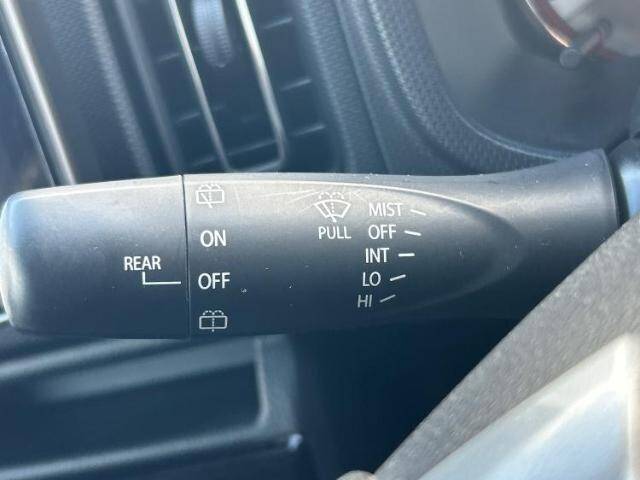 REAR
ON
OFF
PULL
MIST
OFF
INT
LO
HI